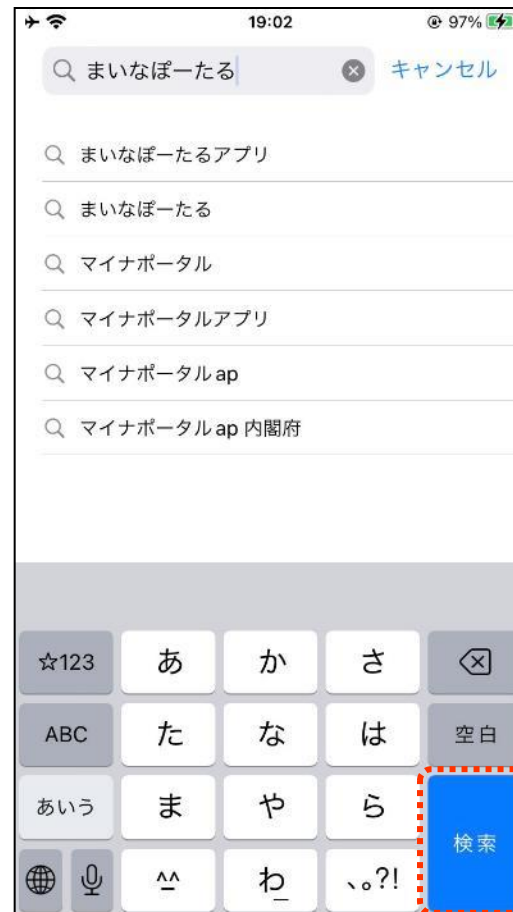 19:02 97%
まいなぽーたる キャンセル
まいなぽーたるアプリ
まいなぽーたる
マイナポータル
マイナポータルアプリ
マイナポータルap
マイナポータルap 内閣府
☆123 あ か さ
ABC た な は 空白
あいう ま や ら 検索
^^ わ 、。?!